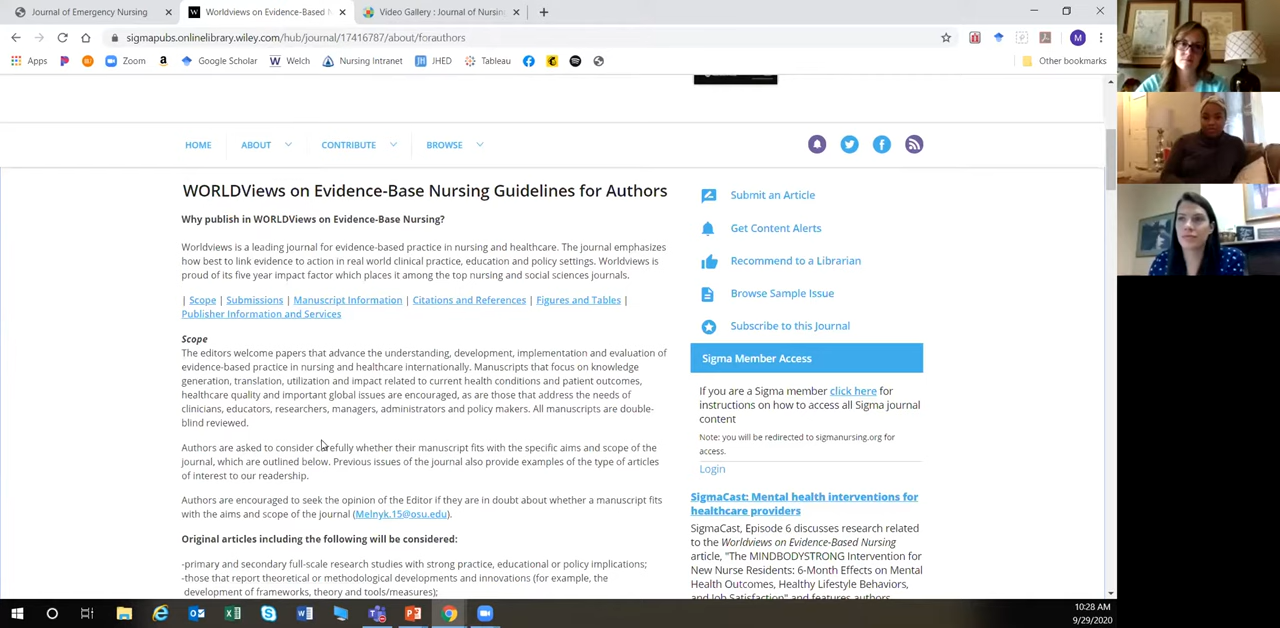 Journal of Emergency Nursing
Worldviews on Evidence-Based N
Video Gallery : Journal of Nursin
sigmapubs.onlinelibrary.wiley.com/hub/journal/17416787/about/forauthors
M
Apps
Zoom
Google Scholar
Welch
Nursing Intranet
JHED
Tableau
Other bookmarks
HOME
ABOUT
CONTRIBUTE
BROWSE
WORLDViews on Evidence-Base Nursing Guidelines for Authors
Why publish in WORLDViews on Evidence-Base Nursing?
Worldviews is a leading journal for evidence-based practice in nursing and healthcare. The journal emphasizes
how best to link evidence to action in real world clinical practice, education and policy settings. Worldviews is
proud of its five year impact factor which places it among the top nursing and social sciences journals.
| Scope | Submissions | Manuscript Information | Citations and References | Figures and Tables |
Publisher Information and Services
Scope
The editors welcome papers that advance the understanding, development, implementation and evaluation of
evidence-based practice in nursing and healthcare internationally. Manuscripts that focus on knowledge
generation, translation, utilization and impact related to current health conditions and patient outcomes,
healthcare quality and important global issues are encouraged, as are those that address the needs of
clinicians, educators, researchers, managers, administrators and policy makers. All manuscripts are double-
blind reviewed.
Authors are asked to consider carefully whether their manuscript fits with the specific aims and scope of the
journal, which are outlined below. Previous issues of the journal also provide examples of the type of articles
of interest to our readership.
Authors are encouraged to seek the opinion of the Editor if they are in doubt about whether a manuscript fits
with the aims and scope of the journal (Melnyk.15@osu.edu).
Original articles including the following will be considered:
-primary and secondary full-scale research studies with strong practice, educational or policy implications;
-those that report theoretical or methodological developments and innovations (for example, the
development of frameworks, theory and tools/measures);
Submit an Article
Get Content Alerts
Recommend to a Librarian
Browse Sample Issue
Subscribe to this Journal
Sigma Member Access
If you are a Sigma member click here for
instructions on how to access all Sigma journal
content
Note: you will be redirected to sigmanursing.org for
access.
Login
SigmaCast: Mental health interventions for
healthcare providers
SigmaCast, Episode 6 discusses research related
to the Worldviews on Evidence-Based Nursing
article, "The MINDBODYSTRONG Intervention for
New Nurse Residents: 6-Month Effects on Mental
Health Outcomes, Healthy Lifestyle Behaviors,
and Job Satisfaction" and features authors
10:28 AM
9/29/2020